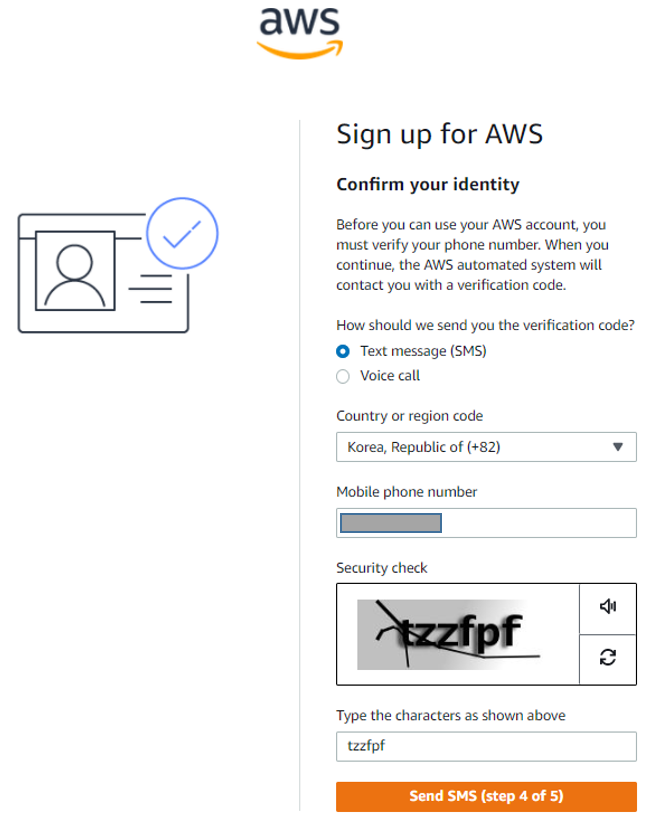 aws
Sign up for AWS
Confirm your identity
Before you can use your AWS account, you
must verify your phone number. When you
continue, the AWS automated system will
contact you with a verification code.
How should we send you the verification code?
Text message (SMS)
Voice call
Country or region code
Korea, Republic of (+82)
Mobile phone number
Security check
tzzfpf
Type the characters as shown above
tzzfpf
Send SMS (step 4 of 5)